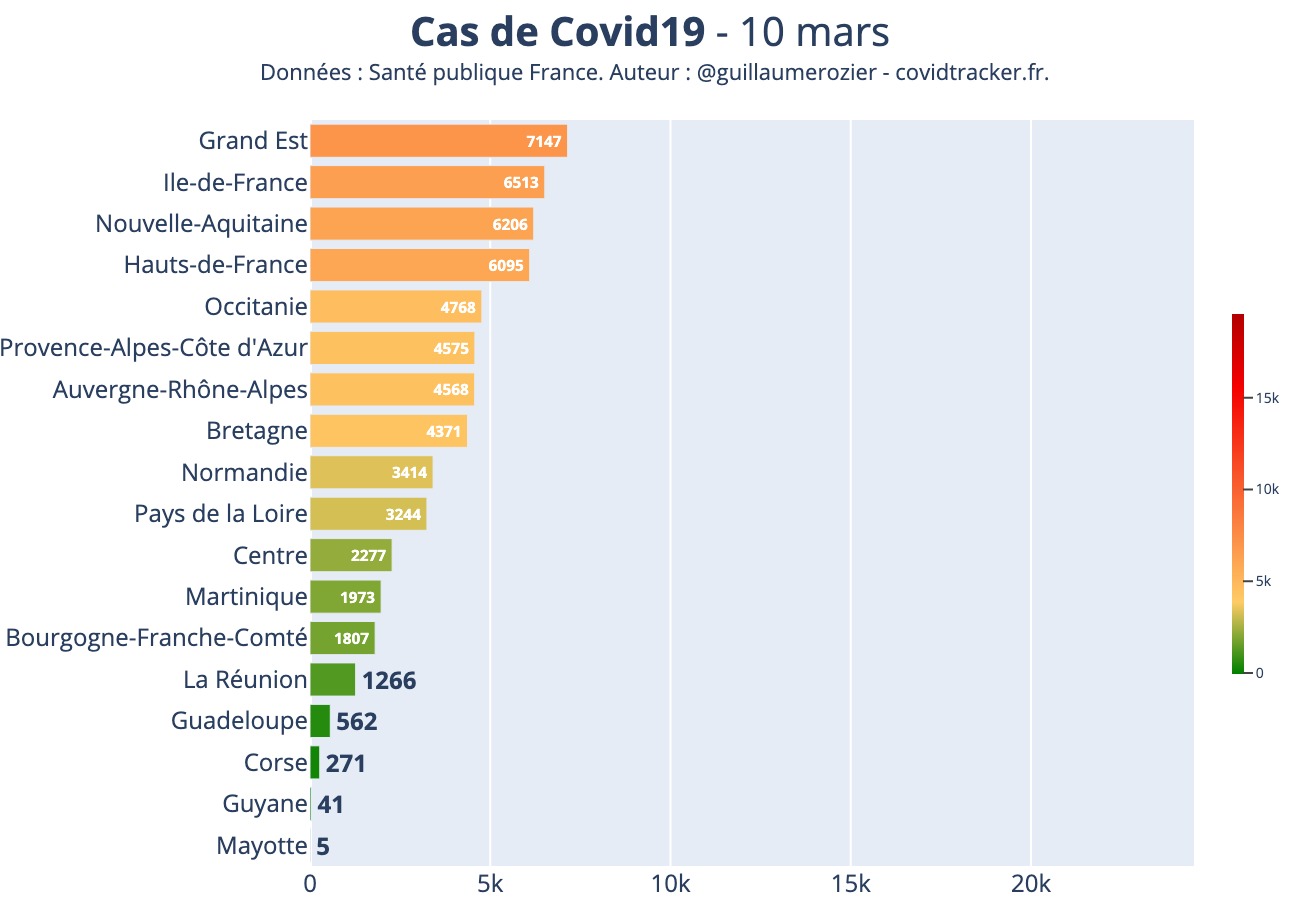 Cas de Covid19 - 10 mars
Données : Santé publique France. Auteur : @guillaumerozier - covidtracker.fr.
Grand Est 7147
Ile-de-France 6513
Nouvelle-Aquitaine 6206
Hauts-de-France 6095
Occitanie 4768
Provence-Alpes-Côte d'Azur 4575
Auvergne-Rhône-Alpes 4568
Bretagne 4371
Normandie 3414
Pays de la Loire 3244
Centre 2277
Martinique 1973
Bourgogne-Franche-Comté 1807
La Réunion 1266
Guadeloupe 562
Corse 271
Guyane 41
Mayotte 5
0 5k 10k 15k 20k
15k
10k
5k
0